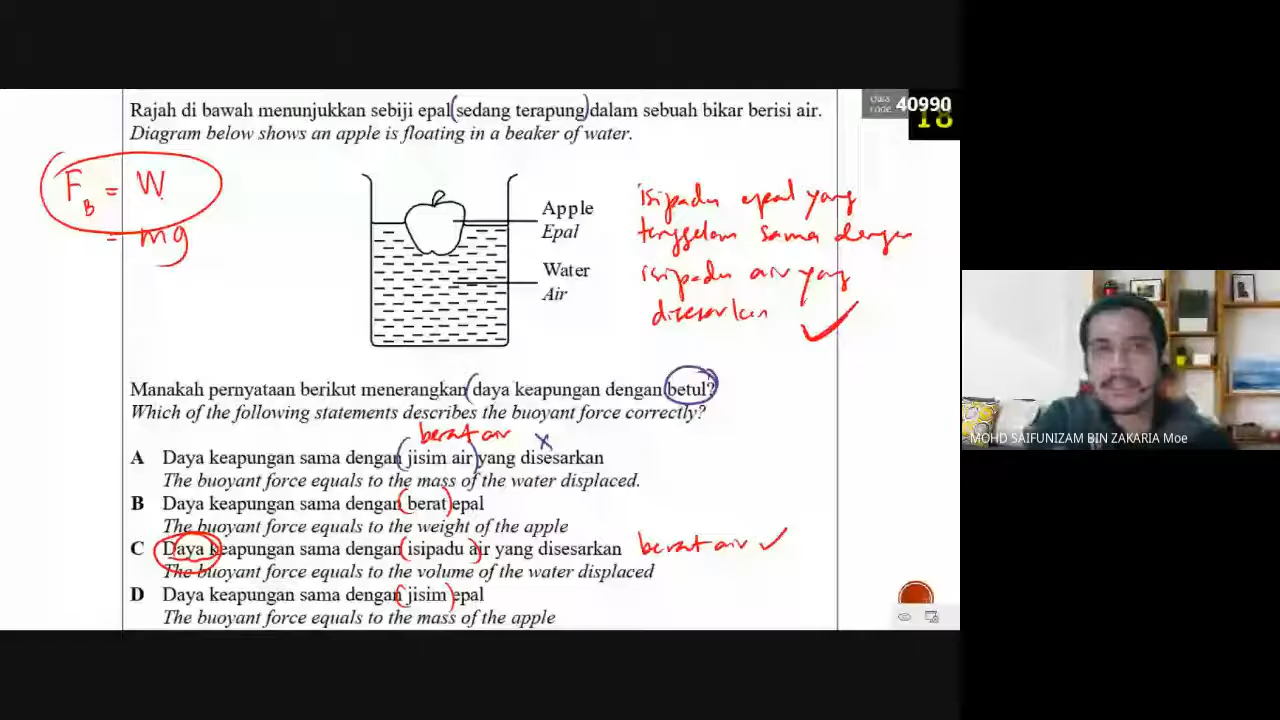 Rajah di bawah menunjukkan sebiji epal (sedang terapung) dalam sebuah bikar berisi air.
Diagram below shows an apple is floating in a beaker of water.
class code 40990
18
F_B = W
= mg
Apple
Epal
Water
Air
isipadu epal yang
tenggelam sama dengan
isipadu air yang
disesarkan ✓
Manakah pernyataan berikut menerangkan (daya keapungan dengan betul?
Which of the following statements describes the buoyant force correctly?
berat air x
A Daya keapungan sama dengan (jisim air) yang disesarkan
The buoyant force equals to the mass of the water displaced.
B Daya keapungan sama dengan (berat) epal
The buoyant force equals to the weight of the apple
C Daya keapungan sama dengan (isipadu air yang disesarkan berat air ✓
The buoyant force equals to the volume of the water displaced
D Daya keapungan sama dengan (jisim) epal
The buoyant force equals to the mass of the apple
MOHD SAIFUNIZAM BIN ZAKARIA Moe